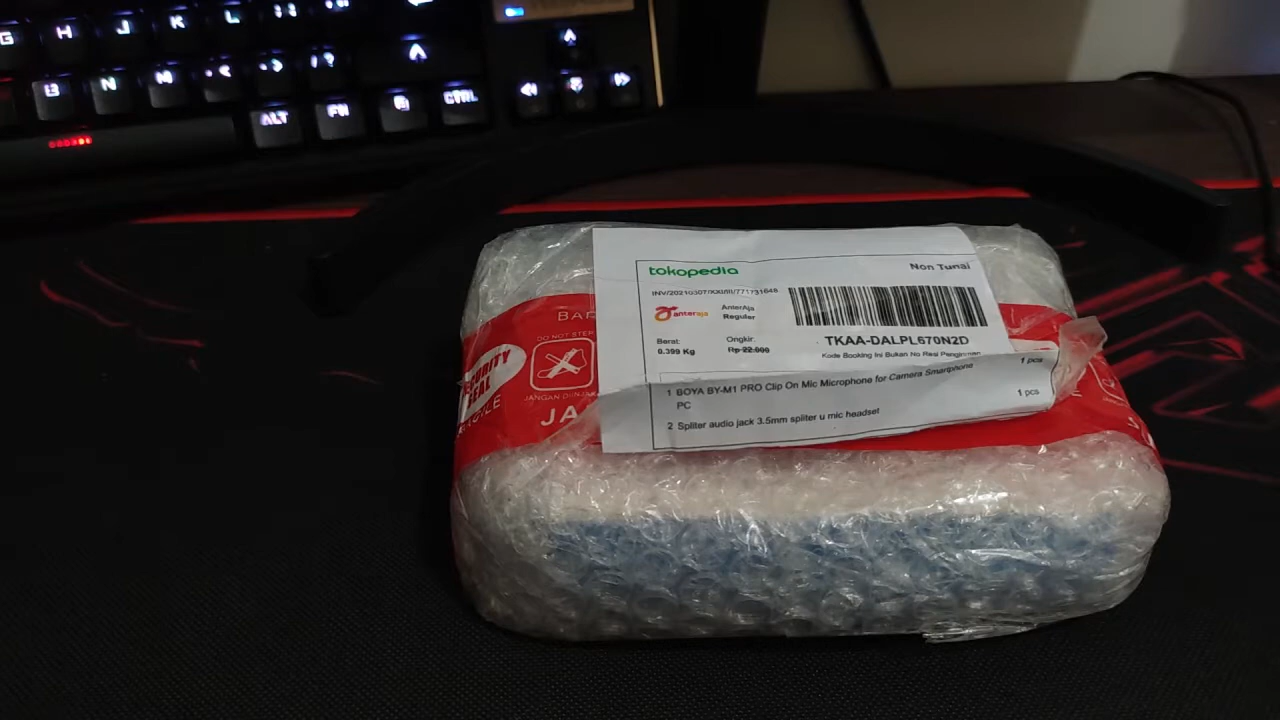 G H J K L
B N M
ALT FN CTRL
tokopedia
Non Tunai
anteraja
AnterAja
Reguler
Berat:
0.399 Kg
Ongkir:
Rp 22.500
TKAA-DALPL670N2D
Kode Booking Ini Bukan No Resi Pengiriman
1 pcs
1 BOYA BY-M1 PRO Clip On Mic Microphone for Camera Smartphone
PC
1 pcs
2 Spliter audio jack 3.5mm spliter u mic headset
DO NOT STEP
SECURITY
SEAL
FRAGILE